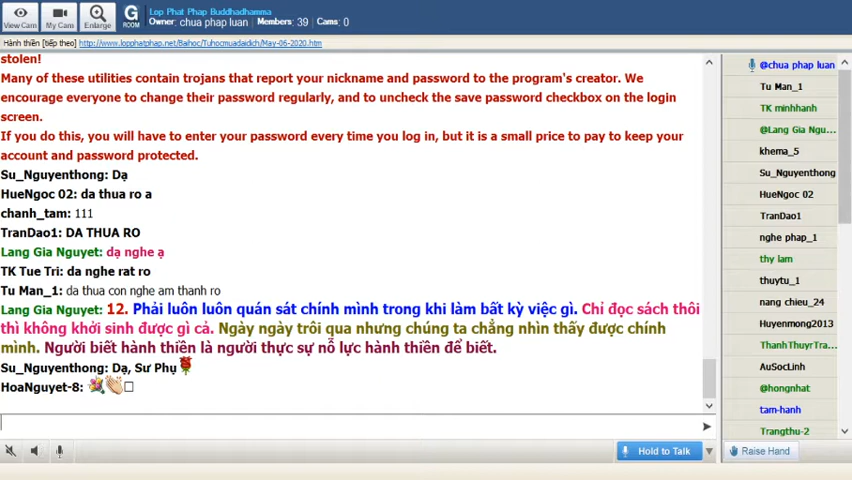 View Cam
My Cam
Enlarge
G
ROOM
Lop Phat Phap Buddhadhamma
Owner: chua phap luan Members: 39 Cams: 0
Hành thiền [tiếp theo] http://www.lopphatphap.net/Baihoc/Tuhocmuadaidich/May-06-2020.htm
stolen!
Many of these utilities contain trojans that report your nickname and password to the program's creator. We
encourage everyone to change their password regularly, and to uncheck the save password checkbox on the login
screen.
If you do this, you will have to enter your password every time you log in, but it is a small price to pay to keep your
account and password protected.
Su_Nguyenthong: Dạ
HueNgoc 02: da thua ro a
chanh_tam: 111
TranDao1: DA THUA RO
Lang Gia Nguyet: dạ nghe ạ
TK Tue Tri: da nghe rat ro
Tu Man_1: da thua con nghe am thanh ro
Lang Gia Nguyet: 12. Phải luôn luôn quán sát chính mình trong khi làm bất kỳ việc gì. Chỉ đọc sách thôi
thì không khởi sinh được gì cả. Ngày ngày trôi qua nhưng chúng ta chẳng nhìn thấy được chính
mình. Người biết hành thiền là người thực sự nỗ lực hành thiền để biết.
Su_Nguyenthong: Dạ, Sư Phụ
HoaNguyet-8:
Hold to Talk
@chua phap luan
Tu Man_1
TK minhhanh
@Lang Gia Ngu...
khema_5
Su_Nguyenthong
HueNgoc 02
TranDao1
nghe phap_1
thy lam
thuytu_1
nang chieu_24
Huyenmong2013
ThanhThuyrTra...
AuSocLinh
@hongnhat
tam-hanh
Trangthu-2
Raise Hand